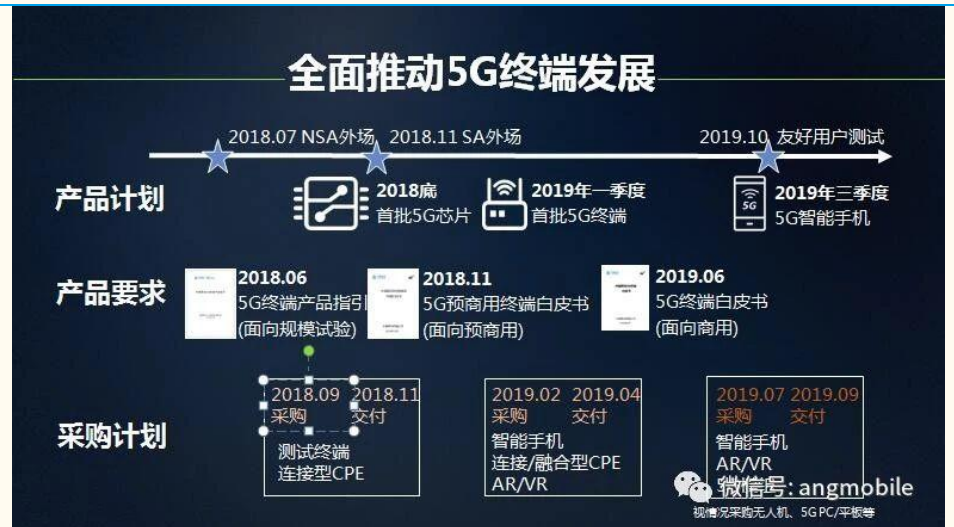 全面推动5G终端发展
2018.07 NSA外场
2018.11 SA外场
2019.10 友好用户测试
产品计划
2018底
首批5G芯片
2019年一季度
首批5G终端
5G
2019年三季度
5G智能手机
产品要求
2018.06
5G终端产品指引
(面向规模试验)
2018.11
5G预商用终端白皮书
(面向预商用)
2019.06
5G终端白皮书
(面向商用)
采购计划
2018.09 2018.11
采购 交付
测试终端
连接型CPE
2019.02 2019.04
采购 交付
智能手机
连接/融合型CPE
AR/VR
2019.07 2019.09
采购 交付
智能手机
AR/VR
微信号: angmobile
视情况采购无人机、5G PC/平板等